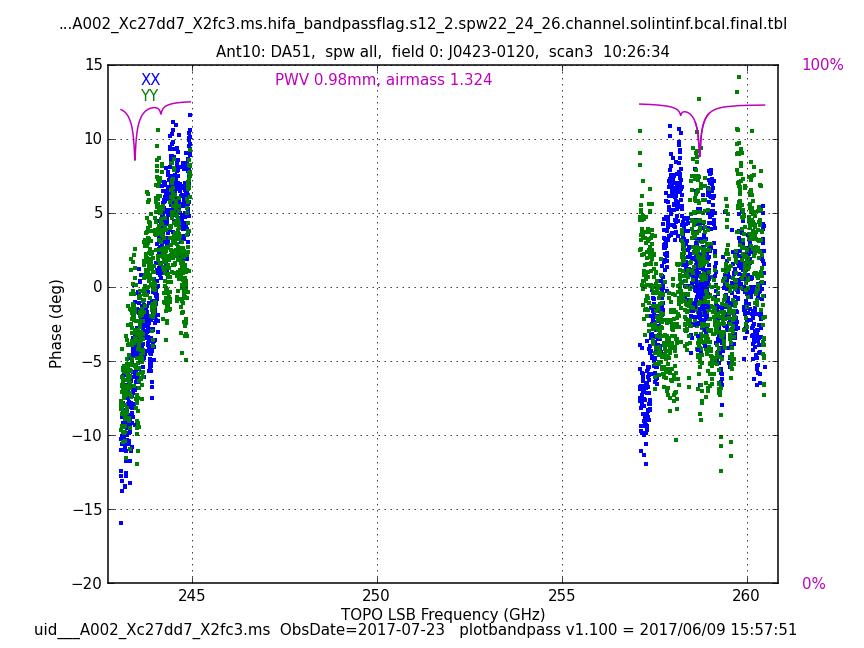 ...A002_Xc27dd7_X2fc3.ms.hifa_bandpassflag.s12_2.spw22_24_26.channel.solintinf.bcal.final.tbl
Ant10: DA51,  spw all,  field 0: J0423-0120,  scan3  10:26:34
15 100%
XX PWV 0.98mm, airmass 1.324
YY
10
5
0
Phase (deg)
−5
−10
−15
−20 0%
245 250 255 260
TOPO LSB Frequency (GHz)
uid___A002_Xc27dd7_X2fc3.ms  ObsDate=2017-07-23   plotbandpass v1.100 = 2017/06/09 15:57:51